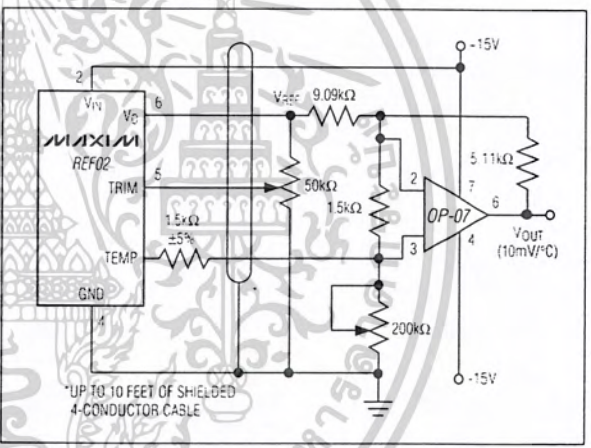 -15V
2
VIN
6
VO
MAXIM
REF02
5
TRIM
1.5kΩ
±5%
TEMP
GND
4
VREF
9.09kΩ
50kΩ
1.5kΩ
5.11kΩ
2
7
OP-07
6
3
4
VOUT
(10mV/°C)
200kΩ
-15V
*UP TO 10 FEET OF SHIELDED
4-CONDUCTOR CABLE